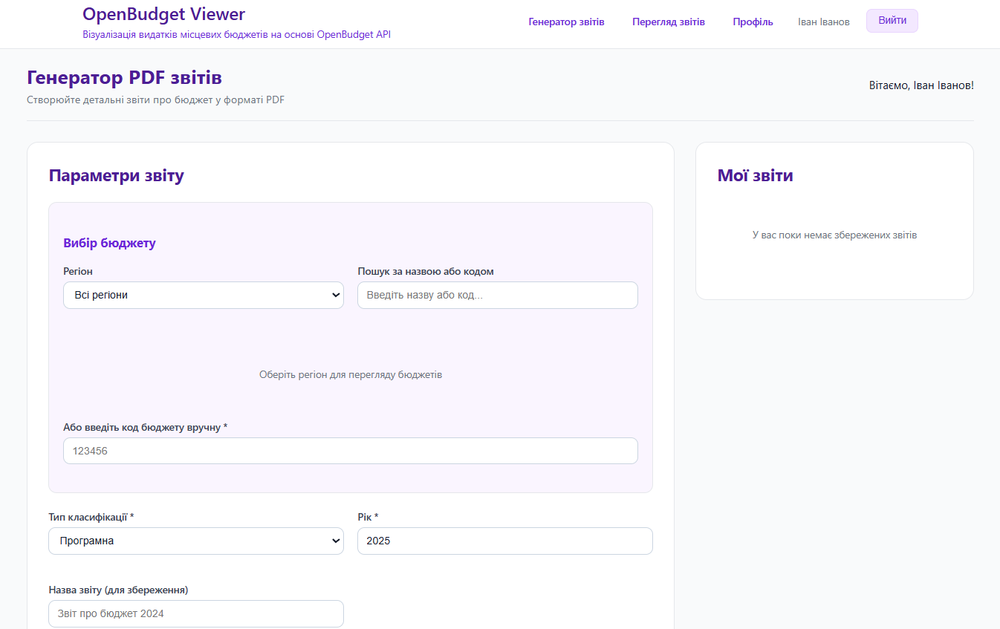 OpenBudget Viewer
Візуалізація видатків місцевих бюджетів на основі OpenBudget API
Генератор звітів
Перегляд звітів
Профіль
Іван Іванов
Вийти
Генератор PDF звітів
Створюйте детальні звіти про бюджет у форматі PDF
Вітаємо, Іван Іванов!
Параметри звіту
Вибір бюджету
Регіон
Всі регіони
Пошук за назвою або кодом
Введіть назву або код...
Оберіть регіон для перегляду бюджетів
Або введіть код бюджету вручну *
123456
Тип класифікації *
Програмна
Рік *
2025
Назва звіту (для збереження)
Звіт про бюджет 2024
Мої звіти
У вас поки немає збережених звітів